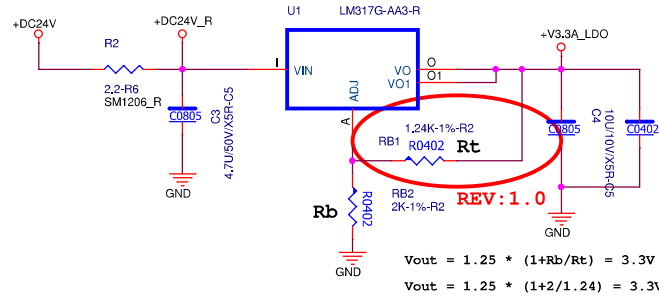 U1 LM317G-AA3-R
+DC24V +DC24V_R +V3.3A_LDO
R2 I VIN VO O
VO1 O1
2,2-R6 ADJ
SM1206_R
C0805 C3 4.7U/50V/X5R-C5
A 1.24K-1%-R2
RB1 R0402 Rt
C0805 C4 10U/10V/X5R-C5 C0402
GND
Rb R0402 RB2 REV:1.0
2K-1%-R2
GND
GND
Vout = 1.25 * (1+Rb/Rt) = 3.3V
Vout = 1.25 * (1+2/1.24) = 3.3V